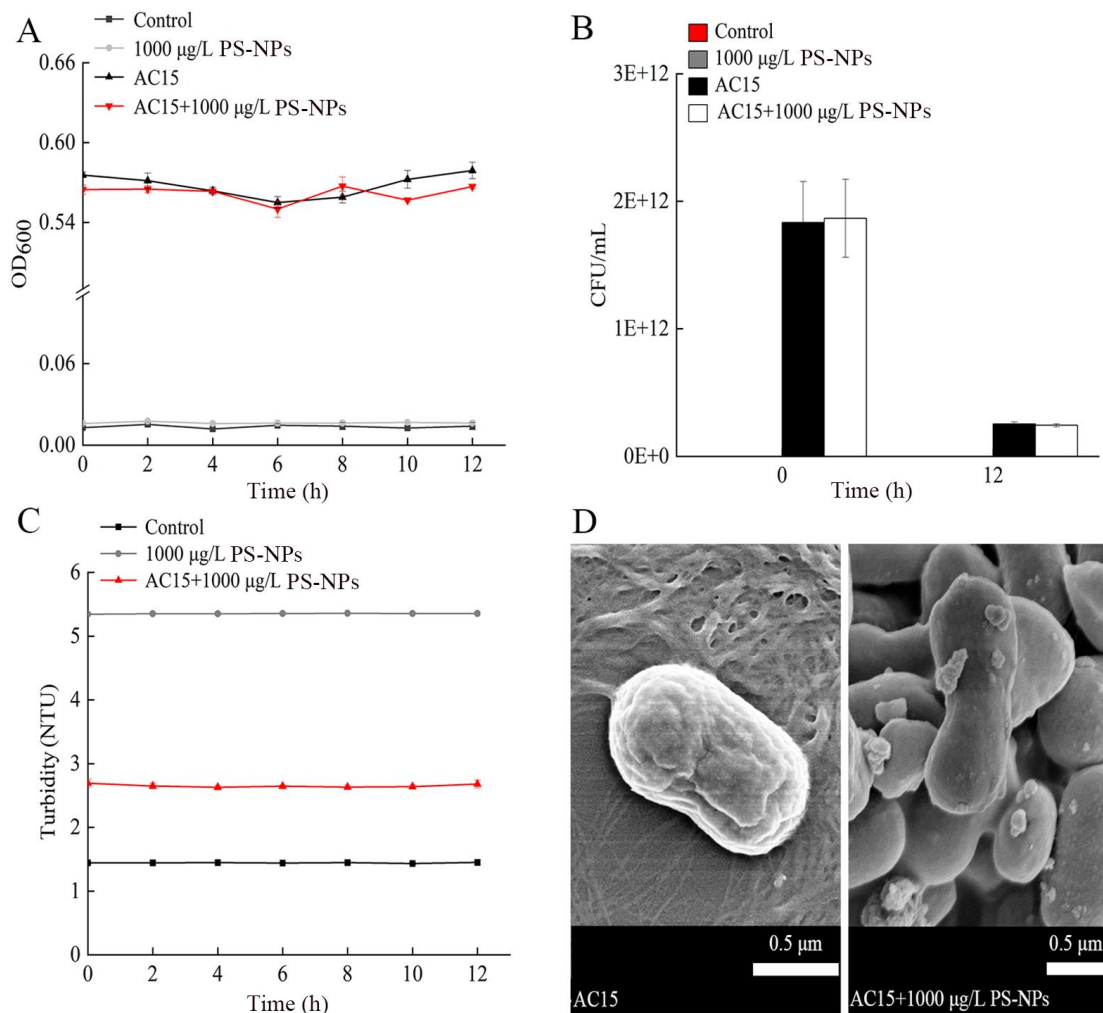 A
Control
1000 μg/L PS-NPs
AC15
AC15+1000 μg/L PS-NPs
0.66
0.60
0.54
0.06
0.00
OD600
0 2 4 6 8 10 12
Time (h)
B
Control
1000 μg/L PS-NPs
AC15
AC15+1000 μg/L PS-NPs
3E+12
2E+12
1E+12
0E+0
CFU/mL
0 12
Time (h)
C
Control
1000 μg/L PS-NPs
AC15+1000 μg/L PS-NPs
6
5
4
3
2
1
0
Turbidity (NTU)
0 2 4 6 8 10 12
Time (h)
D
0.5 μm
AC15
0.5 μm
AC15+1000 μg/L PS-NPs